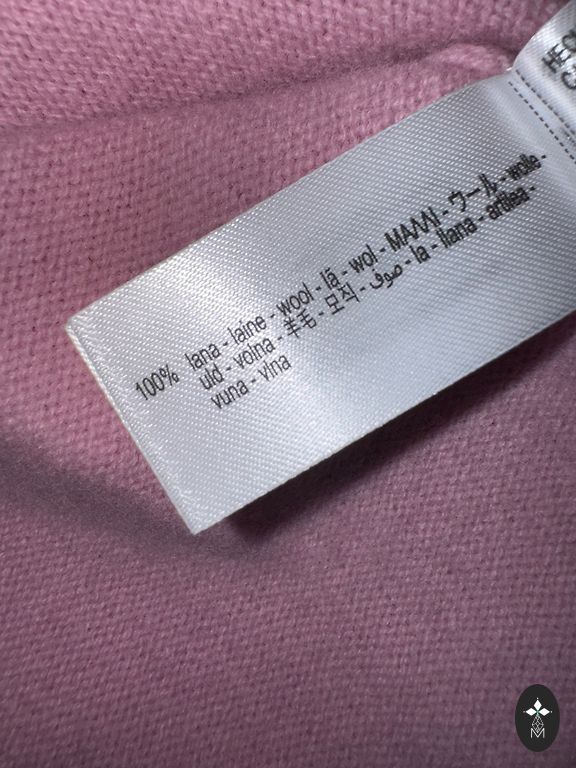 100% lana - laine - wool - lã - wol - ΜΑΛΛΙ - ウール - wolle -
uld - volna - 羊毛 - 모직 - صوف - la - llana - artilea -
vuna - vlna